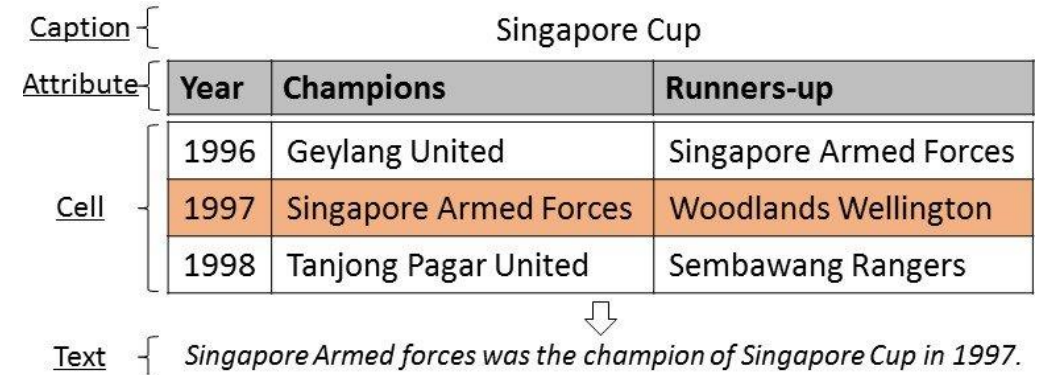 Caption Singapore Cup
Attribute Year Champions Runners-up
1996 Geylang United Singapore Armed Forces
Cell 1997 Singapore Armed Forces Woodlands Wellington
1998 Tanjong Pagar United Sembawang Rangers
Text Singapore Armed forces was the champion of Singapore Cup in 1997.